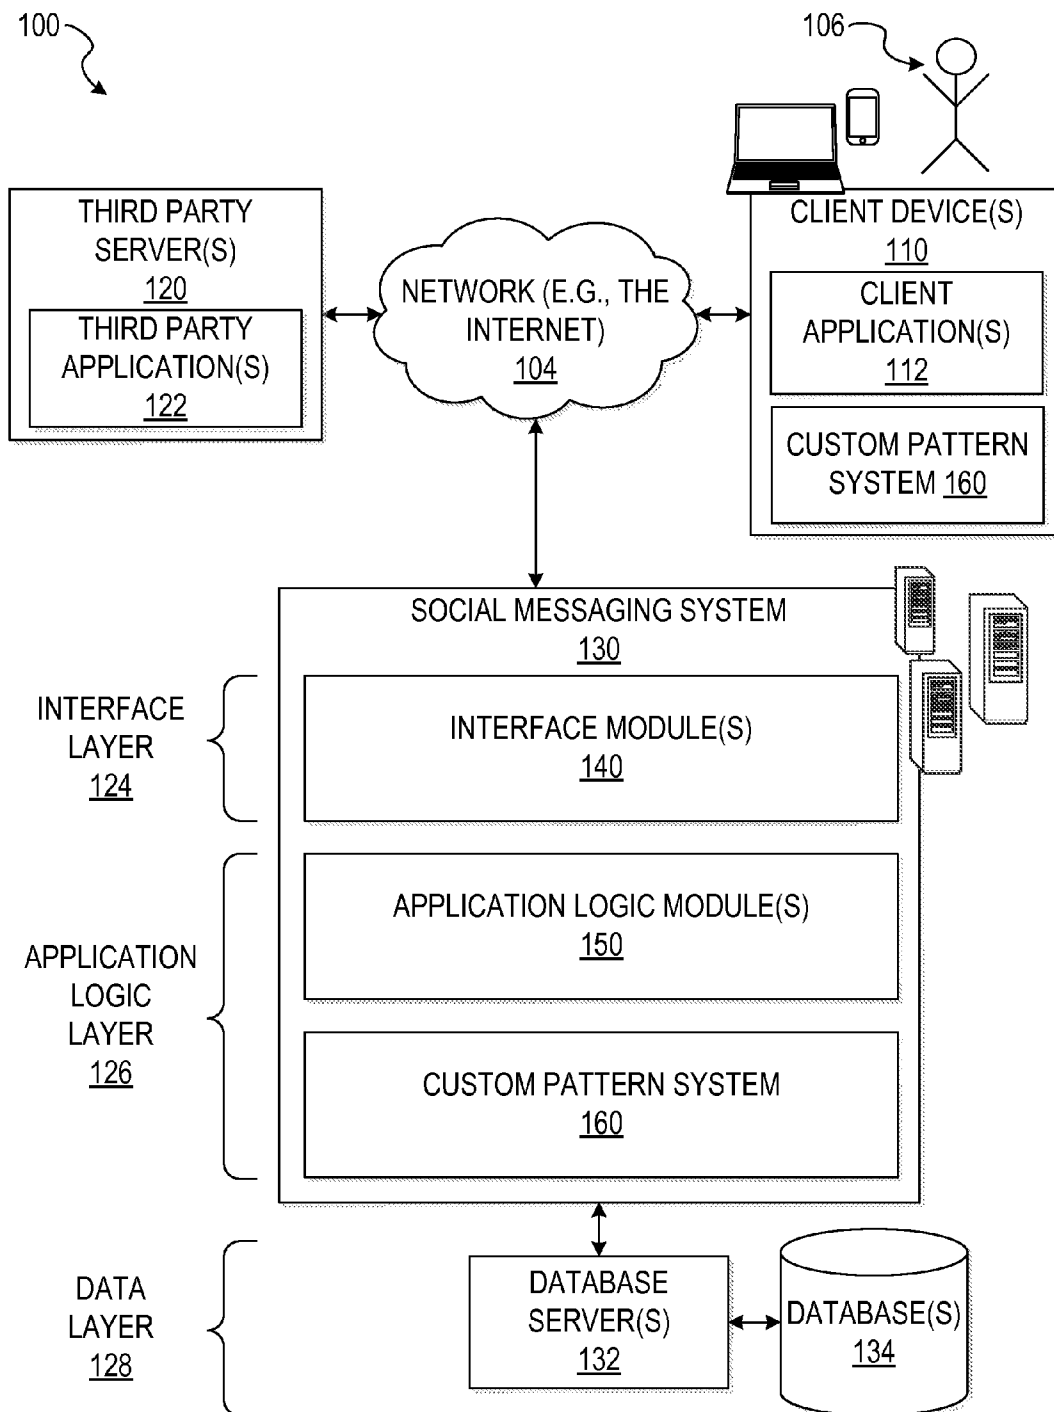 100
106
THIRD PARTY
SERVER(S)
120
THIRD PARTY
APPLICATION(S)
122
NETWORK (E.G., THE
INTERNET)
104
CLIENT DEVICE(S)
110
CLIENT
APPLICATION(S)
112
CUSTOM PATTERN
SYSTEM 160
SOCIAL MESSAGING SYSTEM
130
INTERFACE
LAYER
124
INTERFACE MODULE(S)
140
APPLICATION
LOGIC
LAYER
126
APPLICATION LOGIC MODULE(S)
150
CUSTOM PATTERN SYSTEM
160
DATA
LAYER
128
DATABASE
SERVER(S)
132
DATABASE(S)
134